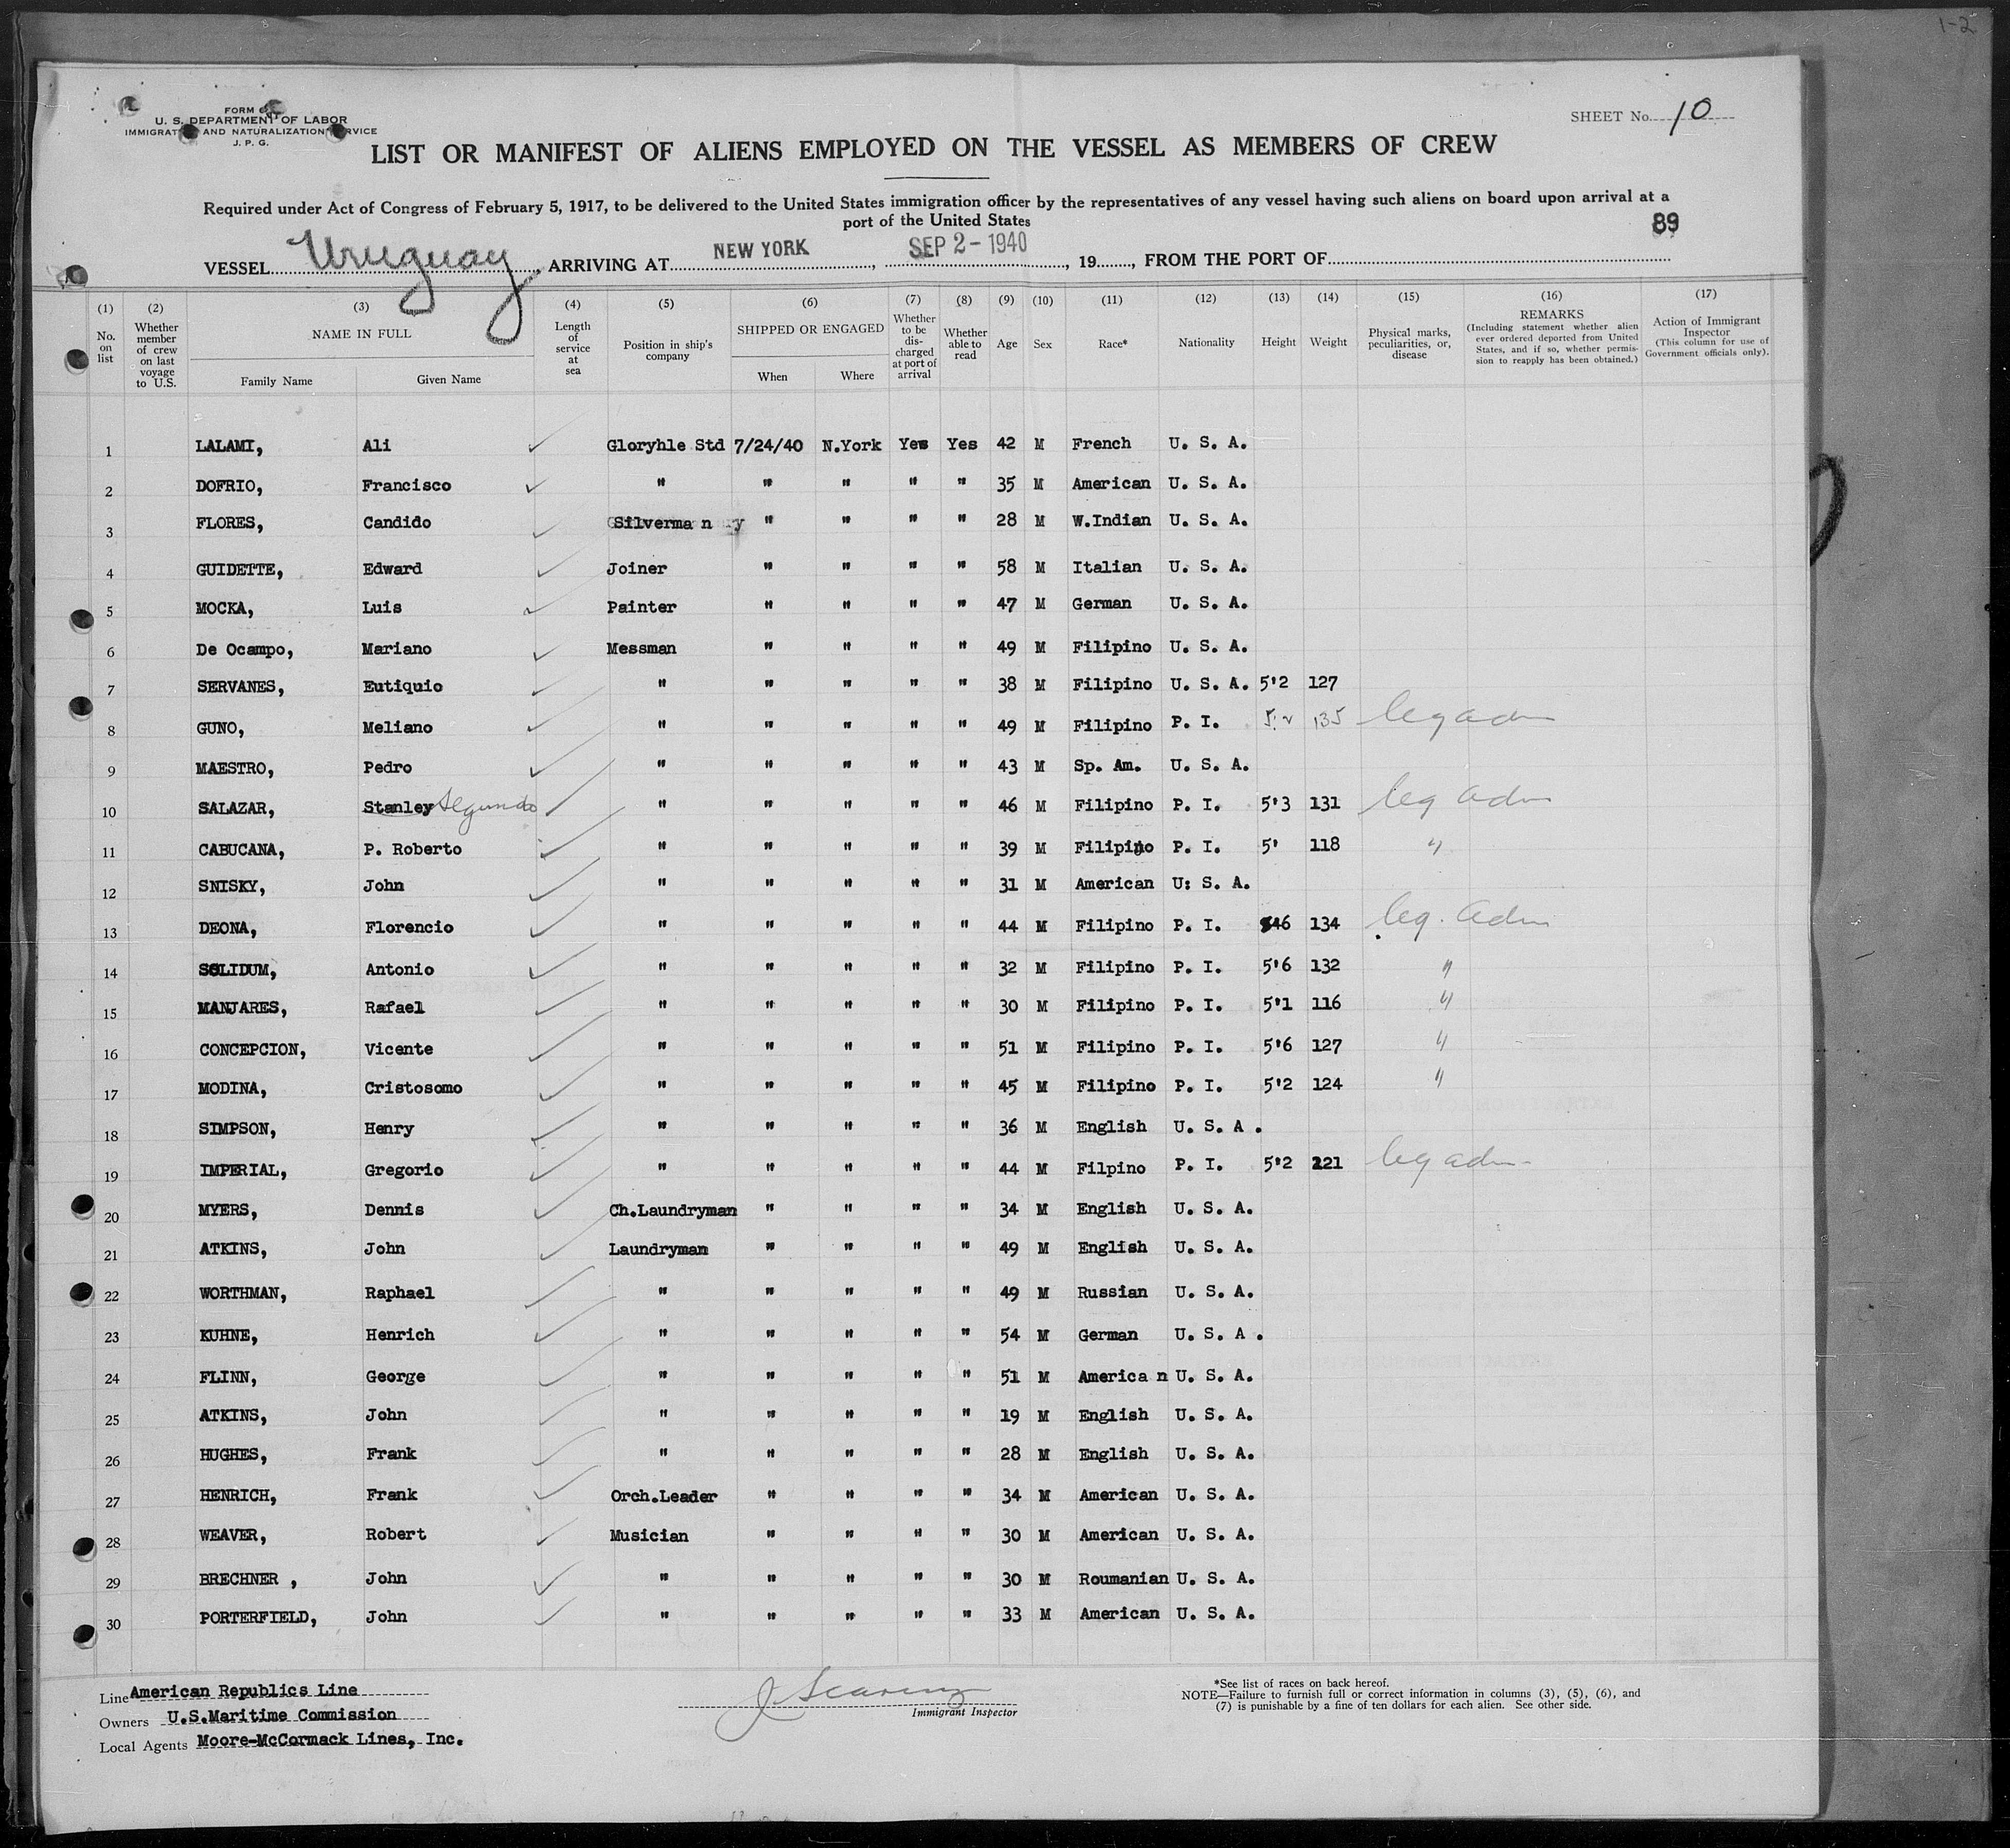 1-2
FORM
U. S. DEPARTMENT OF LABOR
IMMIGRATION AND NATURALIZATION SERVICE
J. P. G.
SHEET No. 10
LIST OR MANIFEST OF ALIENS EMPLOYED ON THE VESSEL AS MEMBERS OF CREW
Required under Act of Congress of February 5, 1917, to be delivered to the United States immigration officer by the representatives of any vessel having such aliens on board upon arrival at a
port of the United States
89
VESSEL Uruguay, ARRIVING AT NEW YORK, SEP 2 - 1940, 19, FROM THE PORT OF
(1) (2) (3) (4) (5) (6) (7) (8) (9) (10) (11) (12) (13) (14) (15) (16) (17)
No. on list Whether member of crew on last voyage to U.S. NAME IN FULL Family Name Given Name Length of service at sea Position in ship's company SHIPPED OR ENGAGED When Where Whether to be discharged at port of arrival Whether able to read Age Sex Race* Nationality Height Weight Physical marks, peculiarities, or, disease REMARKS (Including statement whether alien ever ordered deported from United States, and if so, whether permission to reapply has been obtained.) Action of Immigrant Inspector (This column for use of Government officials only).
1 LALAMI, Ali ✓ Gloryhle Std 7/24/40 N.York Yes Yes 42 M French U. S. A.
2 DOFRIO, Francisco ✓ " " " " " 35 M American U. S. A.
3 FLORES, Candido ✓ Silverma n " " " " 28 M W.Indian U. S. A.
4 GUIDETTE, Edward ✓ Joiner " " " " 58 M Italian U. S. A.
5 MOCKA, Luis ✓ Painter " " " " 47 M German U. S. A.
6 De Ocampo, Mariano ✓ Messman " " " " 49 M Filipino U. S. A.
7 SERVANES, Eutiquio ✓ " " " " " 38 M Filipino U. S. A. 5'2 127
8 GUNO, Meliano ✓ " " " " " 49 M Filipino P. I. 5'2 135 leg adm
9 MAESTRO, Pedro ✓ " " " " " 43 M Sp. Am. U. S. A.
10 SALAZAR, Stanley Segundo ✓ " " " " " 46 M Filipino P. I. 5'3 131 leg adm
11 CABUCANA, P. Roberto ✓ " " " " " 39 M Filipino P. I. 5' 118 "
12 SNISKY, John ✓ " " " " " 31 M American U: S. A.
13 DEONA, Florencio ✓ " " " " " 44 M Filipino P. I. 5'6 134 leg. adm
14 SOLIDUM, Antonio ✓ " " " " " 32 M Filipino P. I. 5'6 132 "
15 MANJARES, Rafael ✓ " " " " " 30 M Filipino P. I. 5'1 116 "
16 CONCEPCION, Vicente ✓ " " " " " 51 M Filipino P. I. 5'6 127 "
17 MODINA, Cristosomo ✓ " " " " " 45 M Filipino P. I. 5'2 124 "
18 SIMPSON, Henry ✓ " " " " " 36 M English U. S. A .
19 IMPERIAL, Gregorio ✓ " " " " " 44 M Filpino P. I. 5'2 121 leg adm
20 MYERS, Dennis ✓ Ch.Laundryman " " " " 34 M English U. S. A.
21 ATKINS, John ✓ Laundryman " " " " 49 M English U. S. A.
22 WORTHMAN, Raphael ✓ " " " " " 49 M Russian U. S. A.
23 KUHNE, Henrich ✓ " " " " " 54 M German U. S. A .
24 FLINN, George ✓ " " " " " 51 M America n U. S. A.
25 ATKINS, John ✓ " " " " " 19 M English U. S. A.
26 HUGHES, Frank ✓ " " " " " 28 M English U. S. A.
27 HENRICH, Frank ✓ Orch.Leader " " " " 34 M American U. S. A.
28 WEAVER, Robert ✓ Musician " " " " 30 M American U. S. A.
29 BRECHNER , John ✓ " " " " " 30 M Roumanian U. S. A.
30 PORTERFIELD, John ✓ " " " " " 33 M American U. S. A.
Line American Republics Line
Owners U.S.Maritime Commission
Local Agents Moore-McCormack Lines, Inc.
Immigrant Inspector
*See list of races on back hereof.
NOTE—Failure to furnish full or correct information in columns (3), (5), (6), and
(7) is punishable by a fine of ten dollars for each alien. See other side.